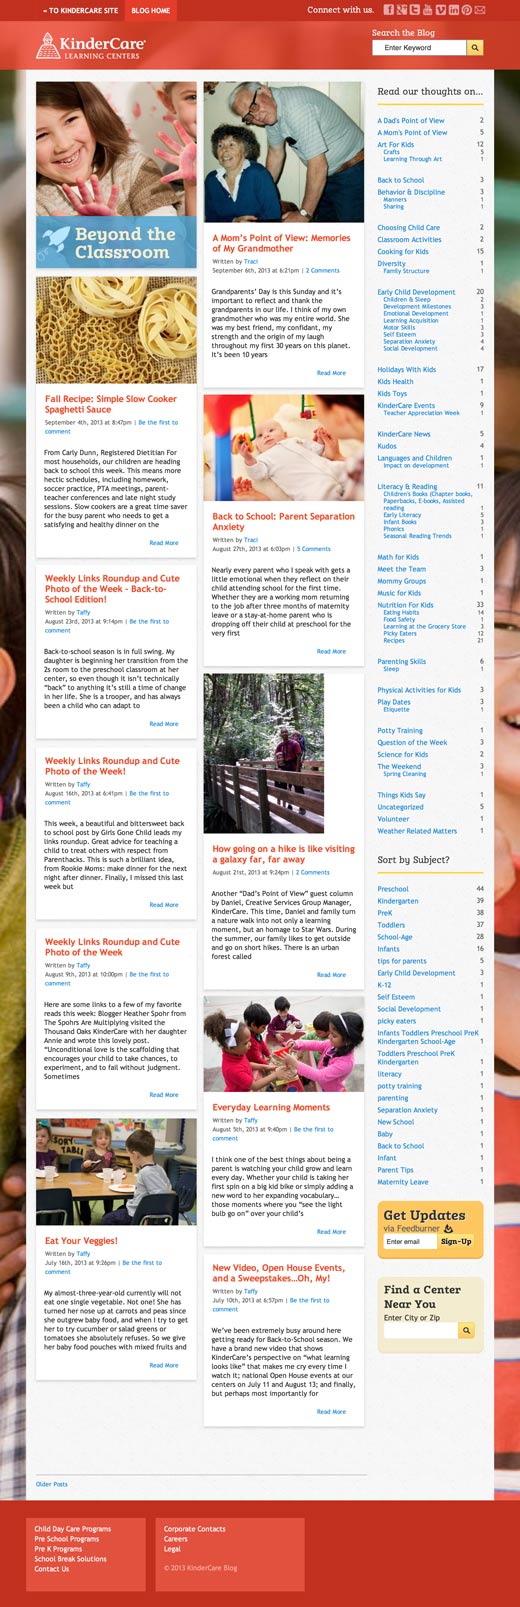 « TO KINDERCARE SITE
BLOG HOME
Connect with us.
KinderCare
LEARNING CENTERS
Search the Blog
Enter Keyword
Beyond the
Classroom
Fall Recipe: Simple Slow Cooker
Spaghetti Sauce
September 4th, 2013 at 8:47pm | Be the first to
comment
From Carly Dunn, Registered Dietitian For
most households, our children are heading
back to school this week. This means more
hectic schedules, including homework,
soccer practice, PTA meetings, parent-
teacher conferences and late night study
sessions. Slow cookers are a great time saver
for the busy parent who needs to get a
satisfying and healthy dinner on the
Read More
Weekly Links Roundup and Cute
Photo of the Week – Back-to-
School Edition!
Written by Taffy
August 23rd, 2013 at 9:14pm | Be the first to
comment
Back-to-school season is in full swing. My
daughter is beginning her transition from the
2s room to the preschool classroom at her
center, so even though it isn't technically
“back” to anything it's still a time of change
in her life. She is a trooper, and has always
been a child who can adapt to
Read More
Weekly Links Roundup and Cute
Photo of the Week!
Written by Taffy
August 16th, 2013 at 6:41pm | Be the first to
comment
This week, a beautiful and bittersweet back
to school post by Girls Gone Child leads my
links roundup. Great advice for teaching a
child to treat others with respect from
Parenthacks. This is such a brilliant idea,
from Rookie Moms: make dinner for the next
night after dinner. Finally, I missed this last
week but
Read More
Weekly Links Roundup and Cute
Photo of the Week
Written by Taffy
August 9th, 2013 at 10:00pm | Be the first to
comment
Here are some links to a few of my favorite
reads this week: Blogger Heather Spohr from
The Spohrs Are Multiplying visited the
Thousand Oaks KinderCare with her daughter
Annie and wrote this lovely post.
“Unconditional love is the scaffolding that
encourages your child to take chances, to
experiment, and to fail without judgment.
Sometimes
Read More
SORY TABLE
Eat Your Veggies!
Written by Taffy
July 16th, 2013 at 9:26pm | Be the first to
comment
My almost-three-year-old currently will not
eat one single vegetable. Not one! She has
turned her nose up at carrots and peas since
she outgrew baby food, and when I try to get
her to try cucumber or salad greens or
tomatoes she absolutely refuses. So we give
her baby food pouches with mixed fruits and
Read More
A Mom's Point of View: Memories
of My Grandmother
Written by Traci
September 6th, 2013 at 6:21pm | 2 Comments
Grandparents' Day is this Sunday and it's
important to reflect and thank the
grandparents in our life. I think of my own
grandmother who was my entire world. She
was my best friend, my confidant, my
strength and the origin of my laugh
throughout my first 30 years on this planet.
It's been 10 years
Read More
Back to School: Parent Separation
Anxiety
Written by Traci
August 27th, 2013 at 6:03pm | 5 Comments
Nearly every parent who I speak with gets a
little emotional when they reflect on their
child attending school for the first time.
Whether they are a working mom returning
to the job after three months of maternity
leave or a stay-at-home parent who is
dropping off their child at preschool for the
very first
Read More
How going on a hike is like visiting
a galaxy far, far away
August 21st, 2013 at 9:24pm | 2 Comments
Another “Dad's Point of View” guest column
by Daniel, Creative Services Group Manager,
KinderCare. This time, Daniel and family turn
a nature walk into not only a learning
moment, but an homage to Star Wars. During
the summer, our family likes to get outside
and go on short hikes. There is an urban
forest called
Read More
Everyday Learning Moments
Written by Taffy
August 5th, 2013 at 9:40pm | Be the first to
comment
I think one of the best things about being a
parent is watching your child grow and learn
every day. Whether your child is taking her
first spin on a big kid bike or simply adding a
new word to her expanding vocabulary…
those moments where you “see the light
bulb go on” over your child's
Read More
New Video, Open House Events,
and a Sweepstakes…Oh, My!
Written by Taffy
July 10th, 2013 at 6:57pm | Be the first to
comment
We've been extremely busy around here
getting ready for Back-to-School season. We
have a brand new video that shows
KinderCare's perspective on “what learning
looks like” that makes me cry every time I
watch it; national Open House events at our
centers on July 11 and August 13; and finally,
but perhaps most importantly for
Read More
Older Posts
Read our thoughts on...
A Dad's Point of View 2
A Mom's Point of View 5
Art For Kids 12
Crafts 5
Learning Through Art 1
Back to School 3
Behavior & Discipline 3
Manners 1
Sharing 1
Choosing Child Care 2
Classroom Activities 2
Cooking for Kids 15
Diversity 1
Family Structure 1
Early Child Development 20
Children & Sleep 2
Development Milestones 3
Emotional Development 1
Learning Acquisition 1
Motor Skills 4
Self Esteem 2
Separation Anxiety 4
Social Development 4
Holidays With Kids 17
Kids Health 1
Kids Toys 1
KinderCare Events 9
Teacher Appreciation Week 1
KinderCare News 5
Kudos 4
Languages and Children 1
Impact on development 1
Literacy & Reading 11
Children's Books (Chapter books,
Paperbacks, E-books, Assisted
reading 1
Early Literacy 5
Infant Books 3
Phonics 1
Seasonal Reading Trends 1
Math for Kids 1
Meet the Team 3
Mommy Groups 1
Music for Kids 1
Nutrition For Kids 33
Eating Habits 14
Food Safety 1
Learning at the Grocery Store 3
Picky Eaters 12
Recipes 21
Parenting Skills 6
Sleep 1
Physical Activities for Kids 3
Play Dates 2
Etiquette 1
Potty Training 1
Question of the Week 3
Science for Kids 2
The Weekend 3
Spring Cleaning 1
Things Kids Say 1
Uncategorized 5
Volunteer 1
Weather Related Matters 1
Sort by Subject?
Preschool 44
Kindergarten 39
PreK 38
Toddlers 37
School-Age 28
Infants 16
tips for parents 5
Early Child Development 3
K-12 1
Self Esteem 1
Social Development 1
picky eaters 1
Infants Toddlers Preschool PreK
Kindergarten School-Age 1
Toddlers Preschool PreK
Kindergarten 1
literacy 1
potty training 1
parenting 1
Separation Anxiety 1
New School 1
Baby 1
Back to School 1
Infant 1
Parent Tips 1
Maternity Leave 1
Get Updates
via Feedburner
Enter email
Sign-Up
Find a Center
Near You
Enter City or Zip
Child Day Care Programs
Pre School Programs
Pre K Programs
School Break Solutions
Contact Us
Corporate Contacts
Careers
Legal
© 2013 KinderCare Blog